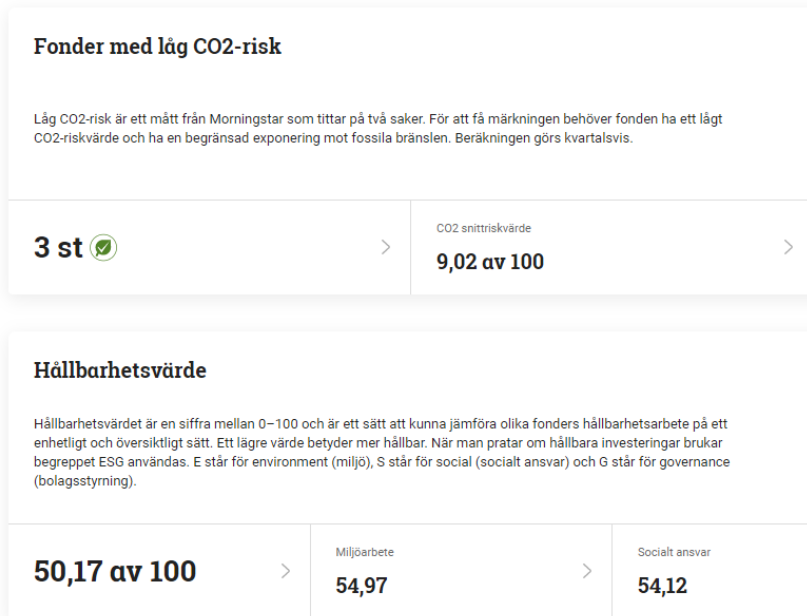 Fonder med låg CO2-risk
Låg CO2-risk är ett mått från Morningstar som tittar på två saker. För att få märkningen behöver fonden ha ett lågt
CO2-riskvärde och ha en begränsad exponering mot fossila bränslen. Beräkningen görs kvartalsvis.
3 st
CO2 snittriskvärde
9,02 av 100
Hållbarhetsvärde
Hållbarhetsvärdet är en siffra mellan 0–100 och är ett sätt att kunna jämföra olika fonders hållbarhetsarbete på ett
enhetligt och översiktligt sätt. Ett lägre värde betyder mer hållbar. När man pratar om hållbara investeringar brukar
begreppet ESG användas. E står för environment (miljö), S står för social (socialt ansvar) och G står för governance
(bolagsstyrning).
50,17 av 100
Miljöarbete
54,97
Socialt ansvar
54,12